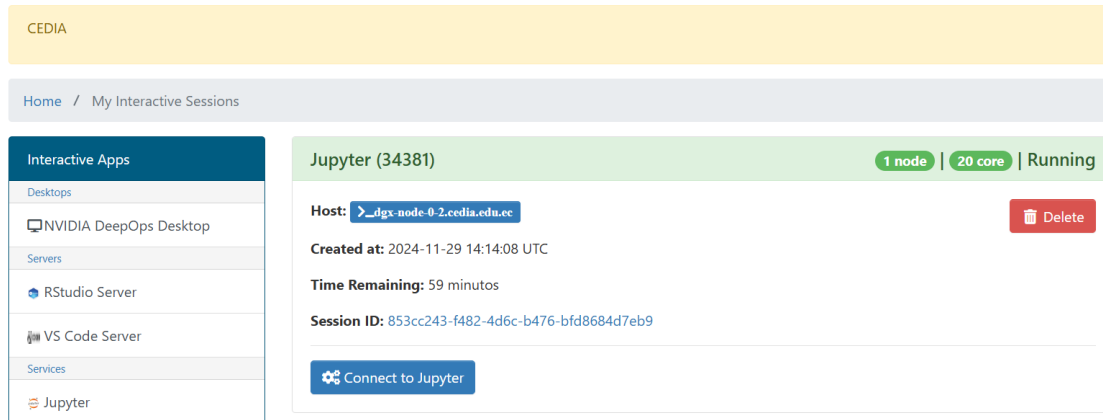 CEDIA
Home / My Interactive Sessions
Interactive Apps
Desktops
NVIDIA DeepOps Desktop
Servers
RStudio Server
VS Code Server
Services
Jupyter
Jupyter (34381) 1 node | 20 core | Running
Host: >_dgx-node-0-2.cedia.edu.ec
Delete
Created at: 2024-11-29 14:14:08 UTC
Time Remaining: 59 minutos
Session ID: 853cc243-f482-4d6c-b476-bfd8684d7eb9
Connect to Jupyter